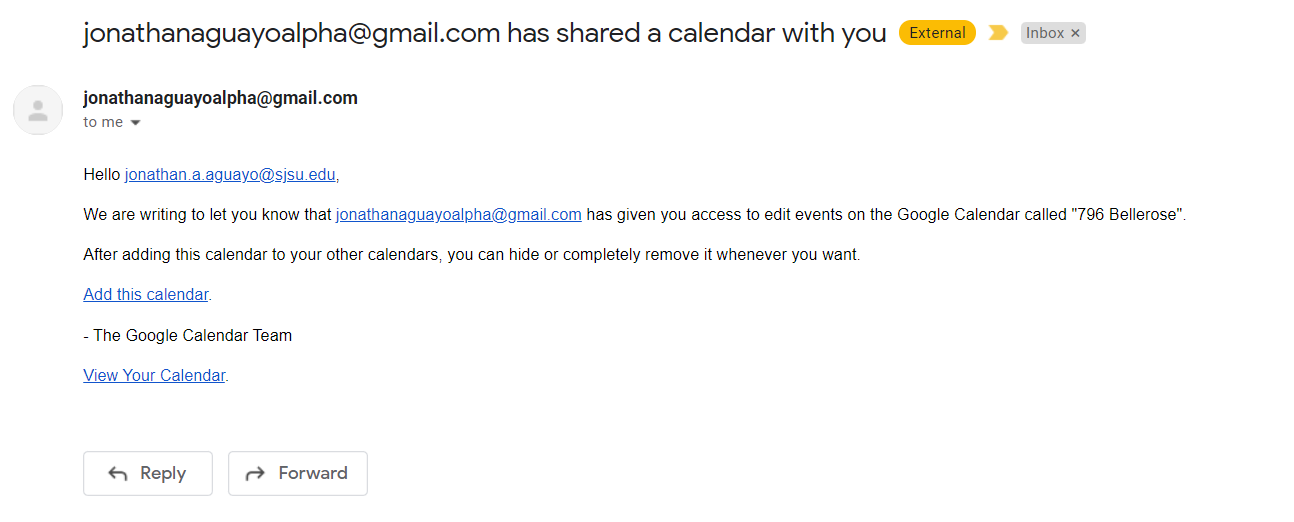 jonathanaguayoalpha@gmail.com has shared a calendar with you External Inbox ×
jonathanaguayoalpha@gmail.com
to me
Hello jonathan.a.aguayo@sjsu.edu,
We are writing to let you know that jonathanaguayoalpha@gmail.com has given you access to edit events on the Google Calendar called "796 Bellerose".
After adding this calendar to your other calendars, you can hide or completely remove it whenever you want.
Add this calendar.
- The Google Calendar Team
View Your Calendar.
Reply Forward